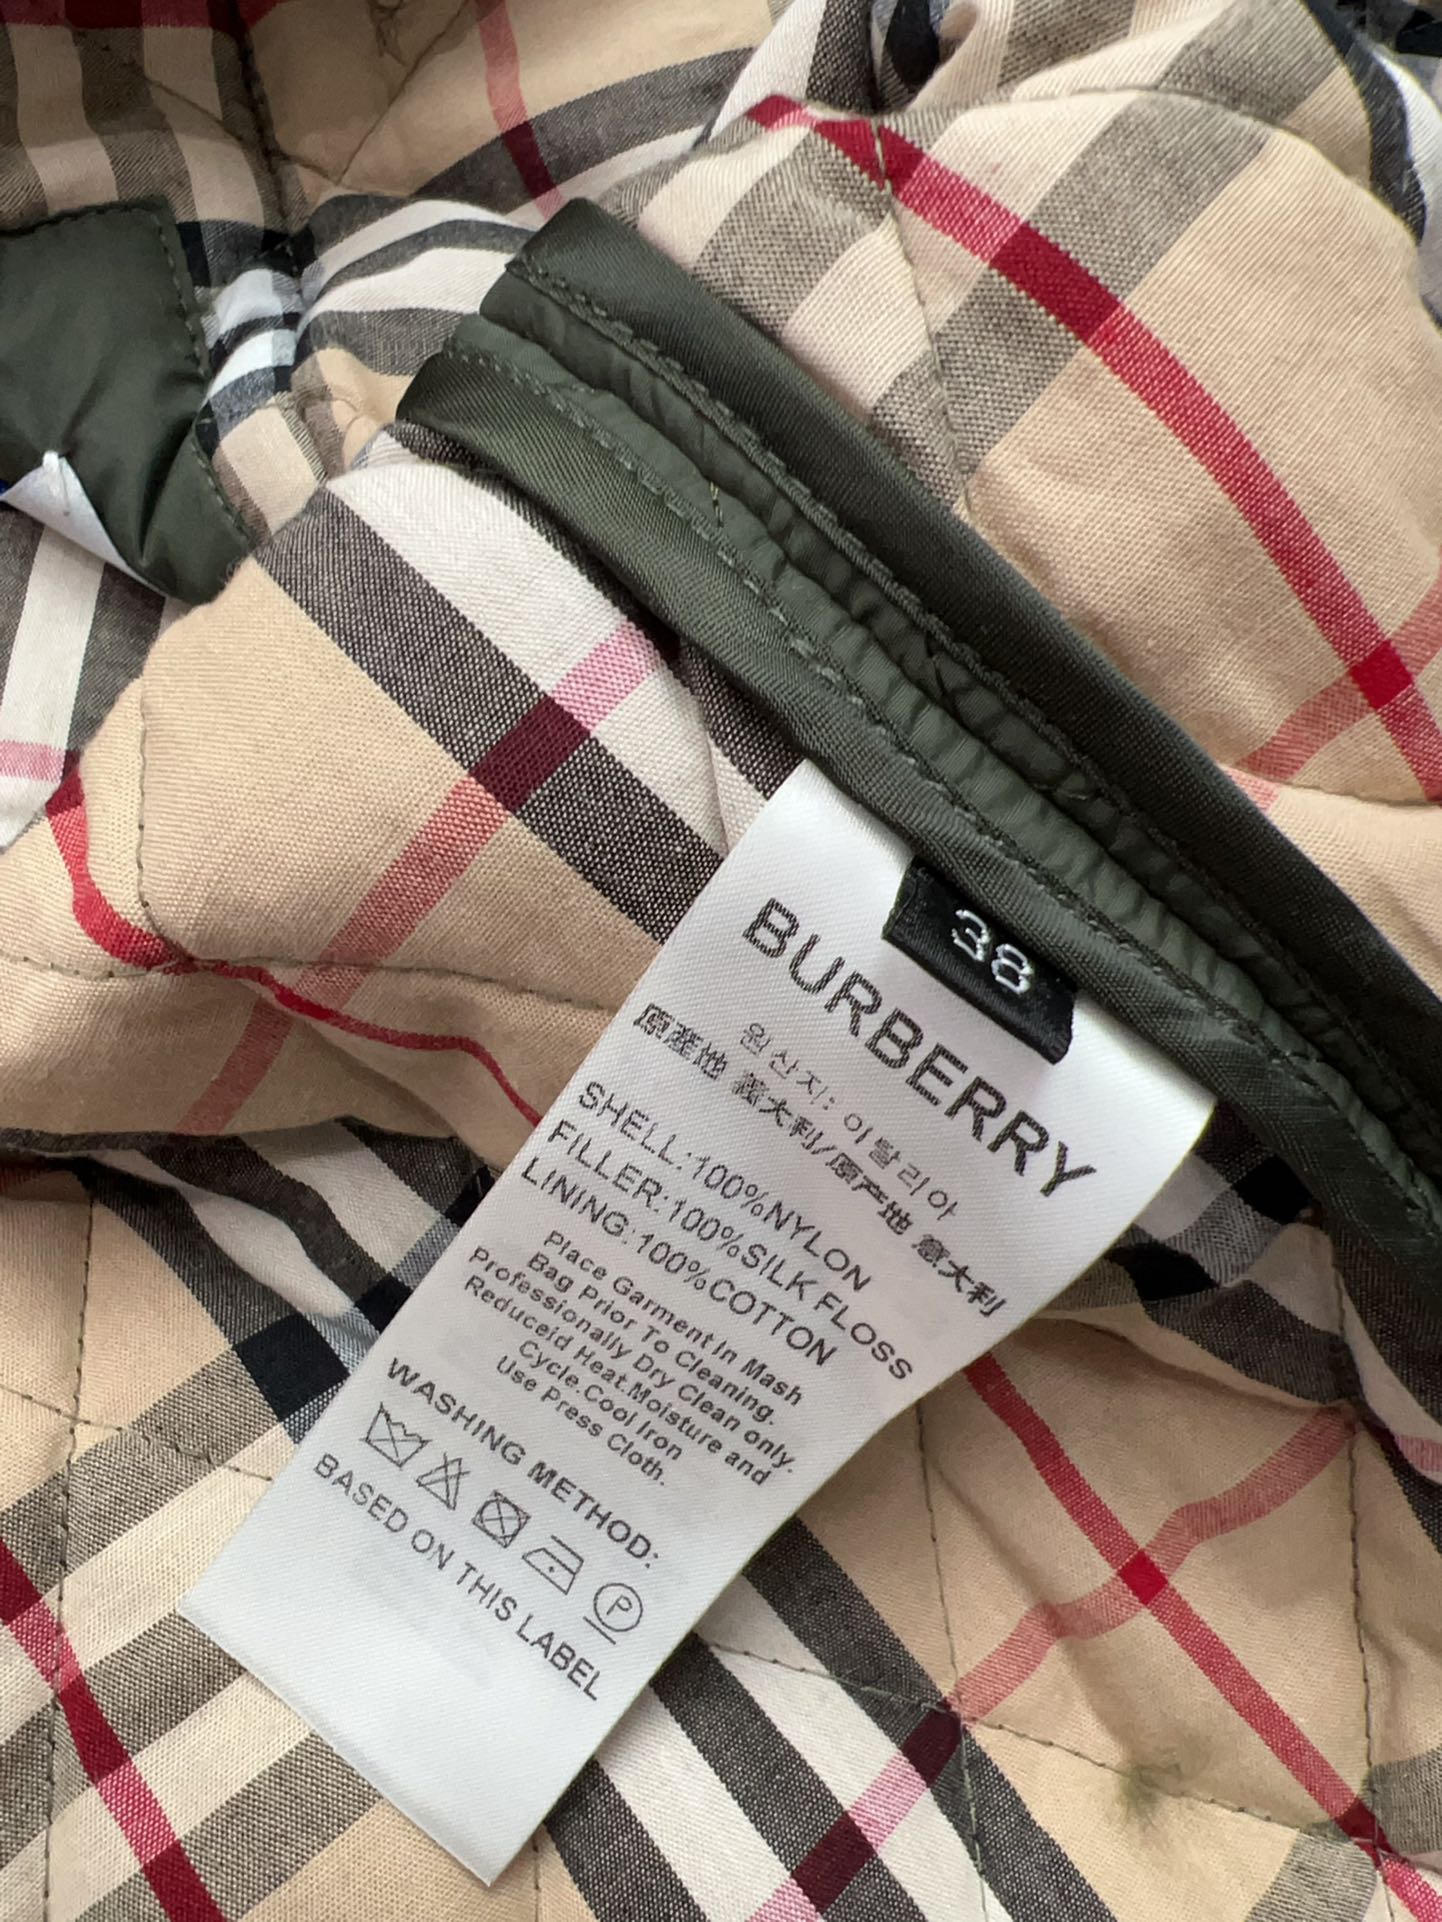 38
BURBERRY
원산지: 이탈리아
原產地 義大利/原产地 意大利
SHELL:100%NYLON
FILLER:100%SILK FLOSS
LINING:100%COTTON
Place Garment In Mash
Bag Prior To Cleaning.
Professionally Dry Clean only.
Reduceid Heat.Moisture and
Cycle.Cool Iron
Use Press Cloth.
WASHING METHOD:
P
BASED ON THIS LABEL